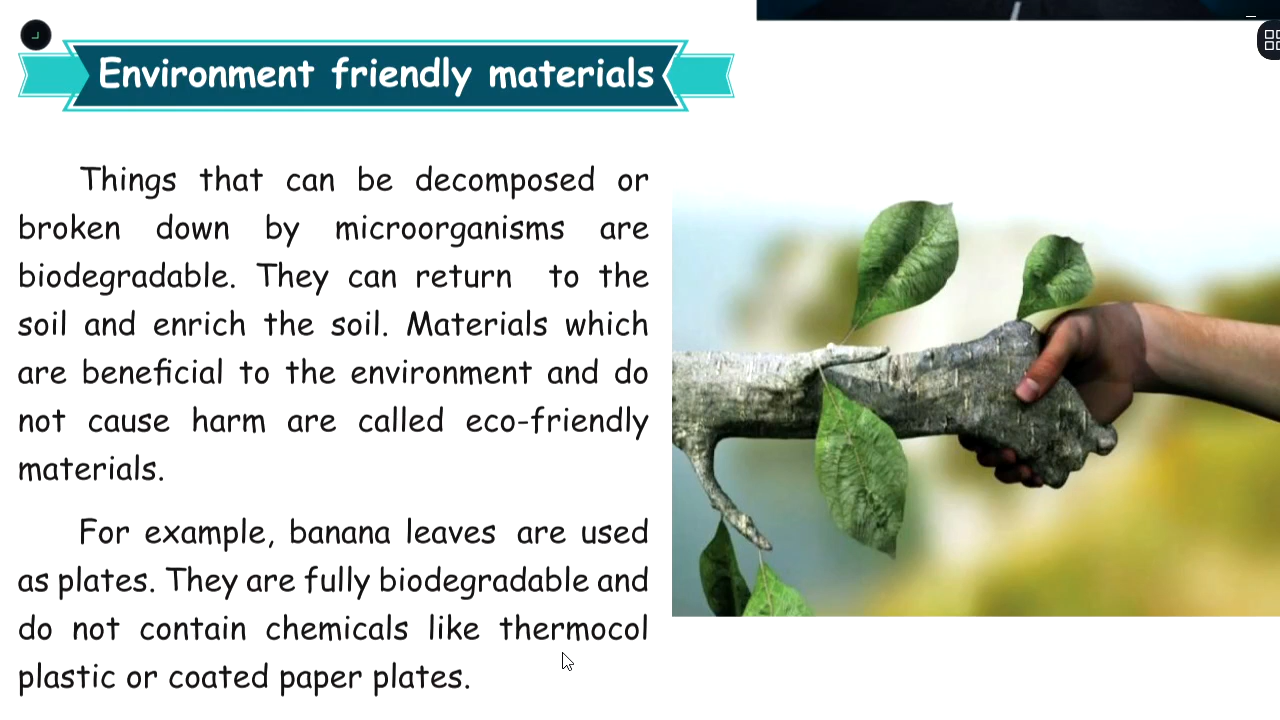 Environment friendly materials
Things that can be decomposed or
broken down by microorganisms are
biodegradable. They can return to the
soil and enrich the soil. Materials which
are beneficial to the environment and do
not cause harm are called eco-friendly
materials.
For example, banana leaves are used
as plates. They are fully biodegradable and
do not contain chemicals like thermocol
plastic or coated paper plates.